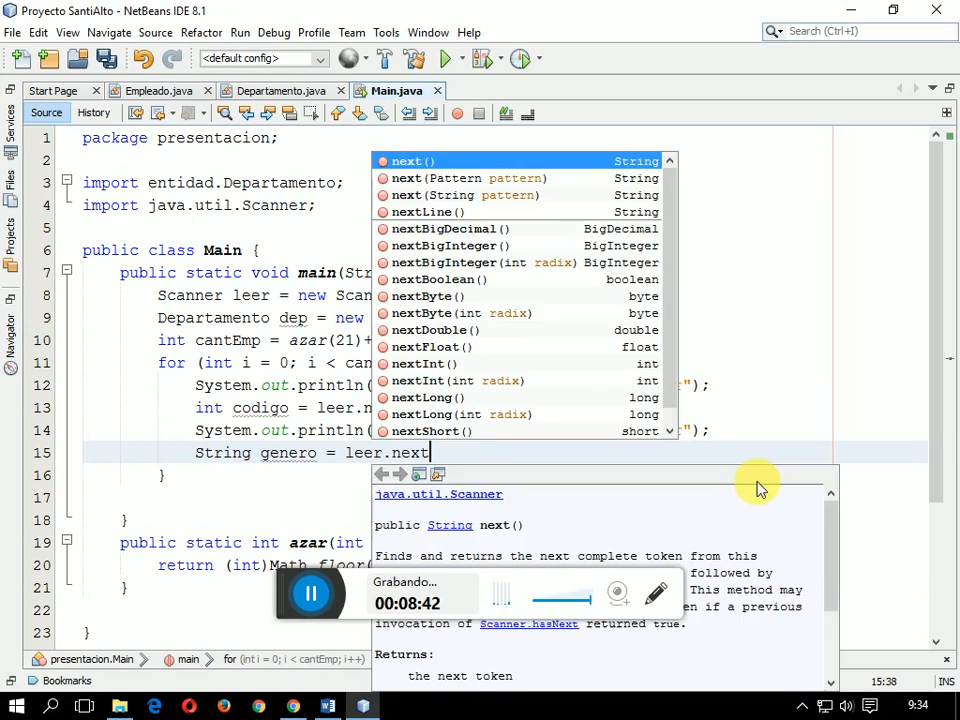 Proyecto SantiAlto - NetBeans IDE 8.1
File Edit View Navigate Source Refactor Run Debug Profile Team Tools Window Help
Search (Ctrl+I)
<default config>
Start Page Empleado.java Departamento.java Main.java
Source History
Services
Files
Projects
Navigator
1 package presentacion;
2
3 import entidad.Departamento;
4 import java.util.Scanner;
5
6 public class Main {
7 public static void main(Str
8 Scanner leer = new Scan
9 Departamento dep = new
10 int cantEmp = azar(21)+
11 for (int i = 0; i < can
12 System.out.println( ");
13 int codigo = leer.n
14 System.out.println( ");
15 String genero = leer.next
16 }
17
18 }
19 public static int azar(int
20 return (int)Math floor(
21 }
22
23 }
next() String
next(Pattern pattern) String
next(String pattern) String
nextLine() String
nextBigDecimal() BigDecimal
nextBigInteger() BigInteger
nextBigInteger(int radix) BigInteger
nextBoolean() boolean
nextByte() byte
nextByte(int radix) byte
nextDouble() double
nextFloat() float
nextInt() int
nextInt(int radix) int
nextLong() long
nextLong(int radix) long
nextShort() short
java.util.Scanner
public String next()
Finds and returns the next complete token from this
followed by
This method may
if a previous
invocation of Scanner.hasNext returned true.
Returns:
the next token
Grabando...
00:08:42
presentacion.Main main for (int i = 0; i < cantEmp; i++)
Bookmarks
15:38 INS
9:34